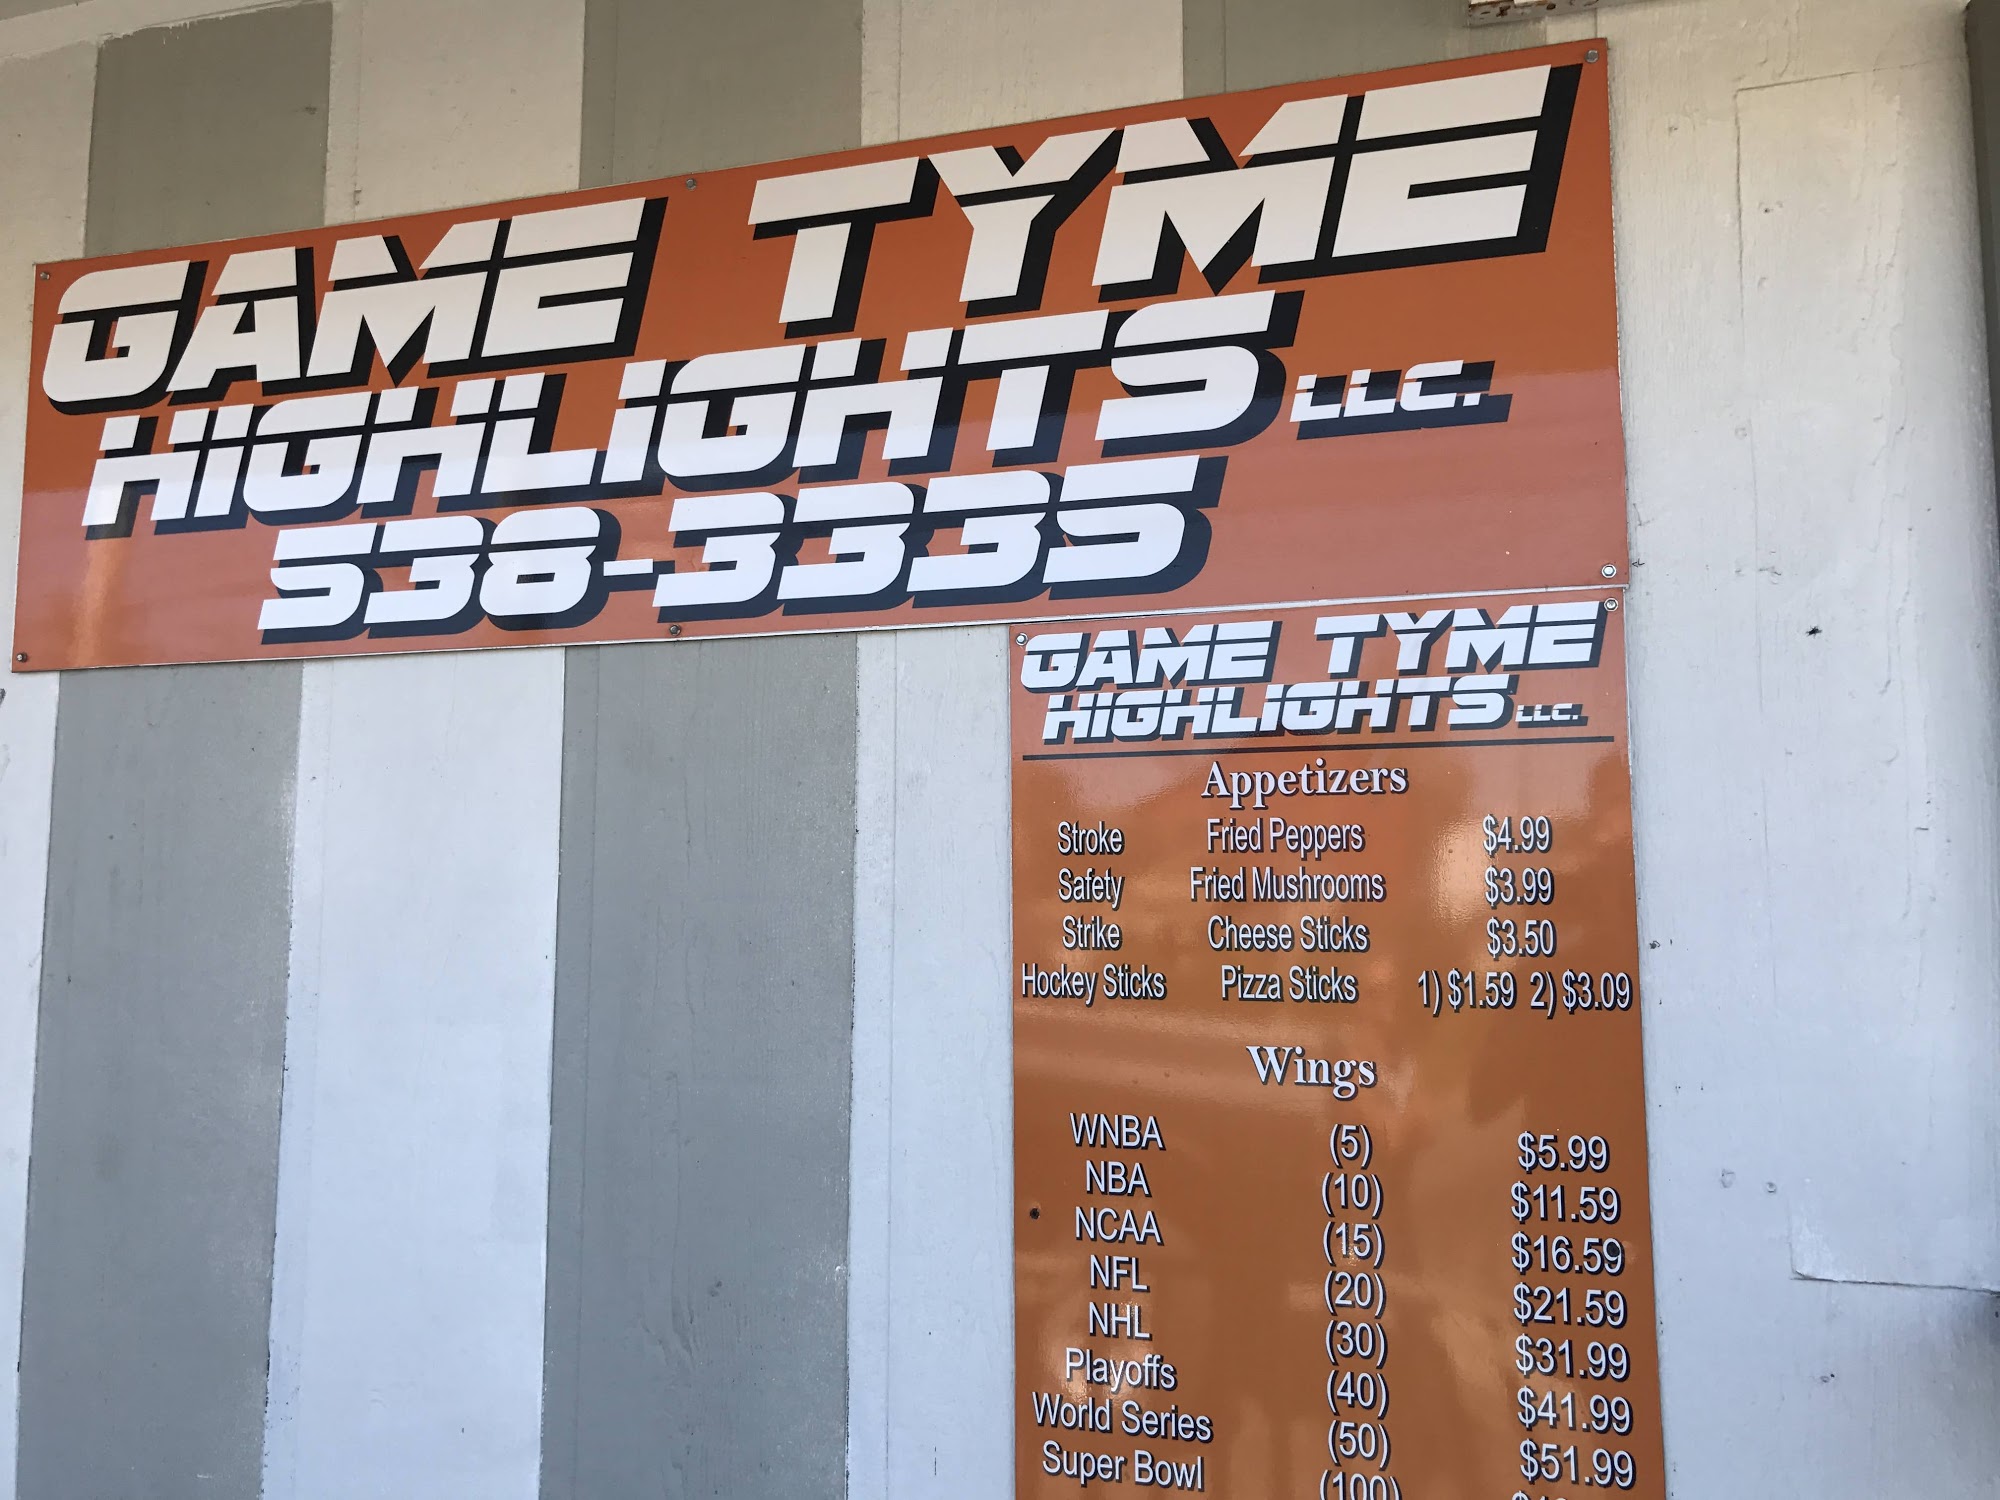 GAME TYME
HIGHLIGHTS LLC.
538-3335
GAME TYME
HIGHLIGHTS LLC.
Appetizers
Stroke Fried Peppers $4.99
Safety Fried Mushrooms $3.99
Strike Cheese Sticks $3.50
Hockey Sticks Pizza Sticks 1) $1.59 2) $3.09
Wings
WNBA (5) $5.99
NBA (10) $11.59
NCAA (15) $16.59
NFL (20) $21.59
NHL (30) $31.99
Playoffs (40) $41.99
World Series (50) $51.99
Super Bowl (100)